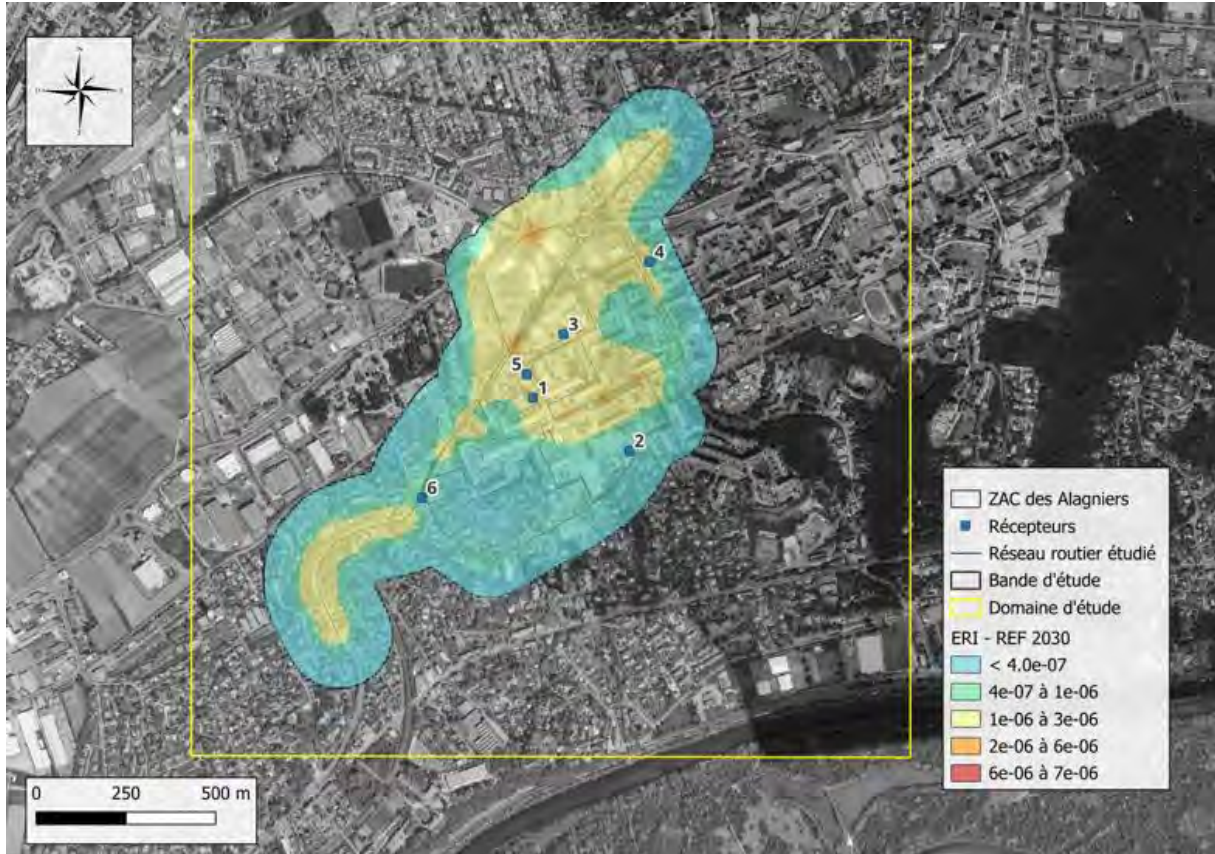 N
4
3
5
1
2
6
ZAC des Alagniers
Récepteurs
Réseau routier étudié
Bande d'étude
Domaine d'étude
ERI - REF 2030
< 4.0e-07
4e-07 à 1e-06
1e-06 à 3e-06
2e-06 à 6e-06
6e-06 à 7e-06
0 250 500 m